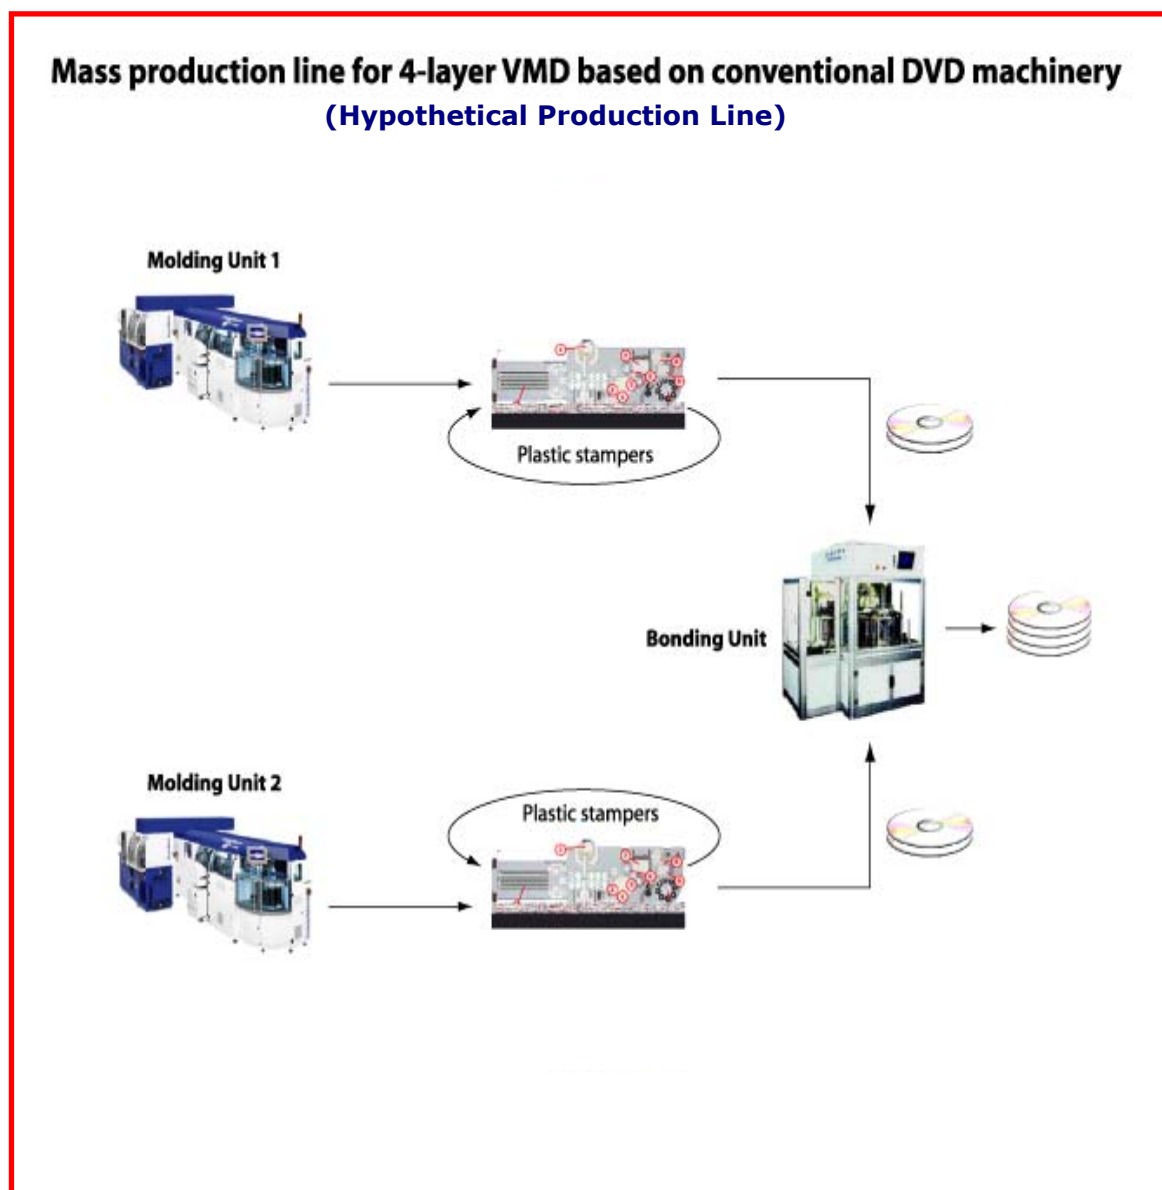 Mass production line for 4-layer VMD based on conventional DVD machinery
(Hypothetical Production Line)
Molding Unit 1
Plastic stampers
Bonding Unit
Molding Unit 2
Plastic stampers